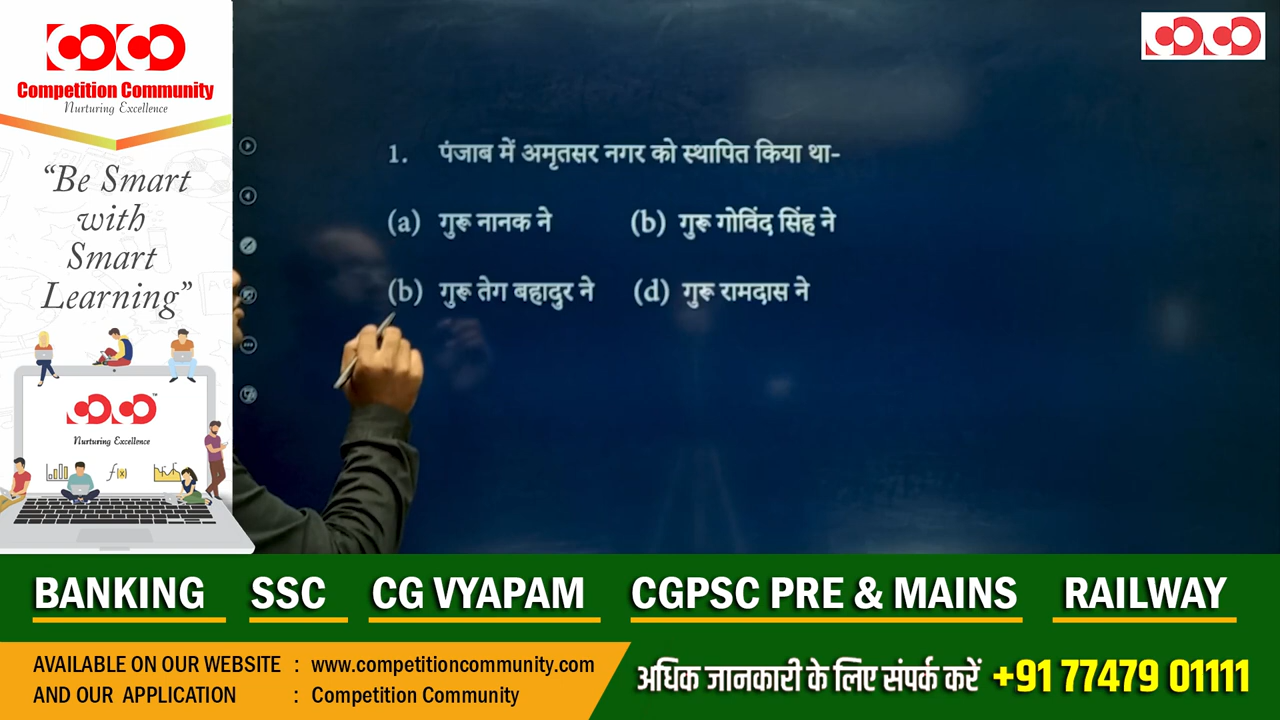 Competition Community
Nurturing Excellence
“Be Smart
with
Smart
Learning”
Nurturing Excellence
f(x)
1. पंजाब में अमृतसर नगर को स्थापित किया था-
(a) गुरू नानक ने (b) गुरू गोविंद सिंह ने
(b) गुरू तेग बहादुर ने (d) गुरू रामदास ने
BANKING SSC CG VYAPAM CGPSC PRE & MAINS RAILWAY
AVAILABLE ON OUR WEBSITE : www.competitioncommunity.com
AND OUR APPLICATION : Competition Community
अधिक जानकारी के लिए संपर्क करें +91 77479 01111